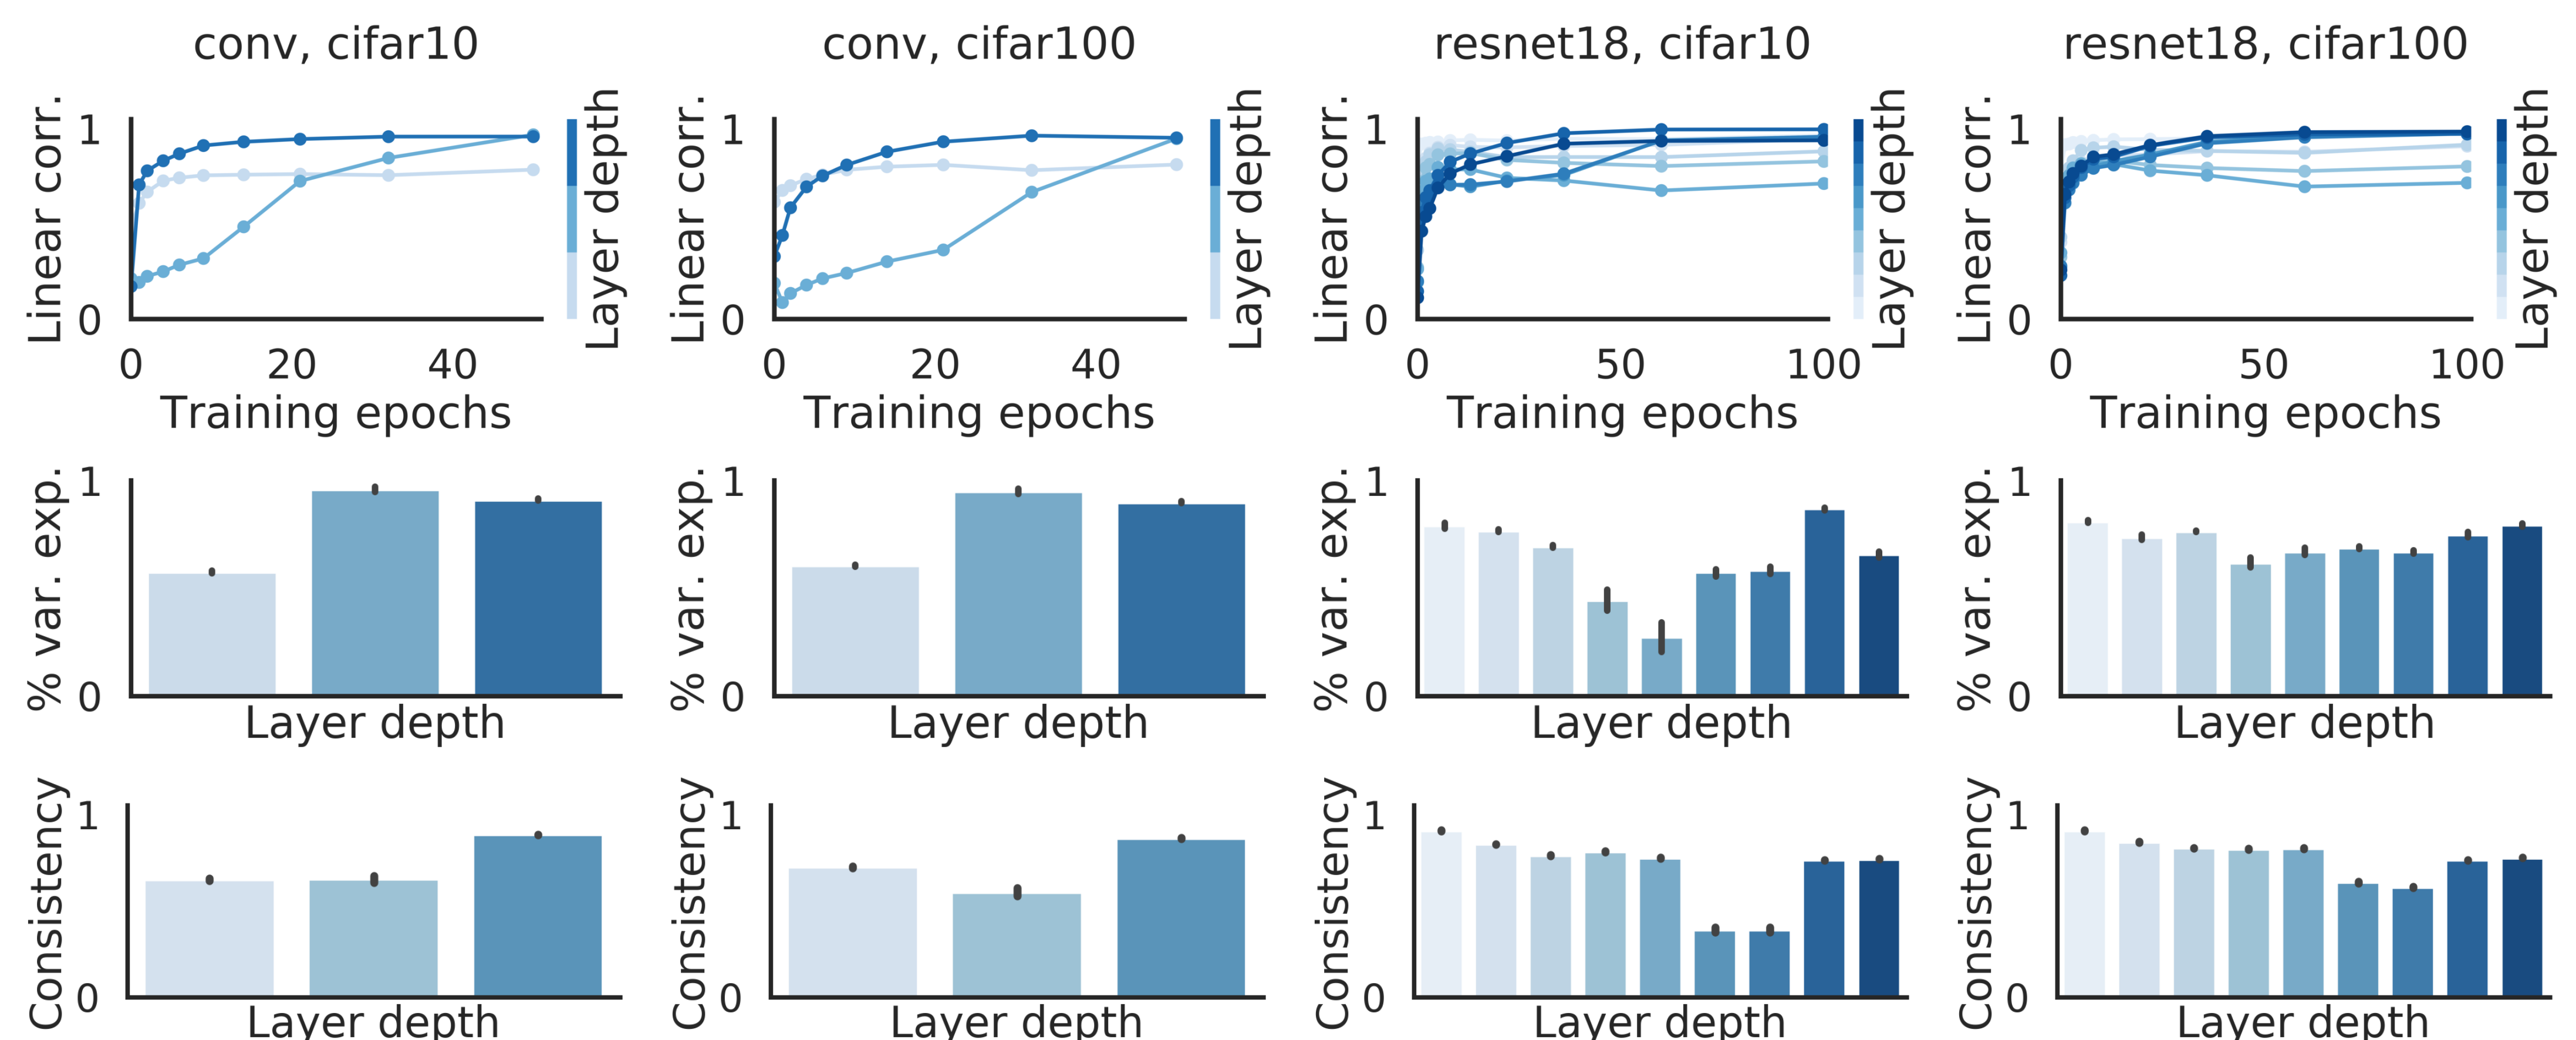 conv, cifar10
conv, cifar100
resnet18, cifar10
resnet18, cifar100
Linear corr.
1
0
0 20 40
Training epochs
Layer depth
Linear corr.
1
0
0 20 40
Training epochs
Layer depth
Linear corr.
1
0
0 50 100
Training epochs
Layer depth
Linear corr.
1
0
0 50 100
Training epochs
Layer depth
% var. exp.
1
0
Layer depth
% var. exp.
1
0
Layer depth
% var. exp.
1
0
Layer depth
% var. exp.
1
0
Layer depth
Consistency
1
0
Layer depth
Consistency
1
0
Layer depth
Consistency
1
0
Layer depth
Consistency
1
0
Layer depth